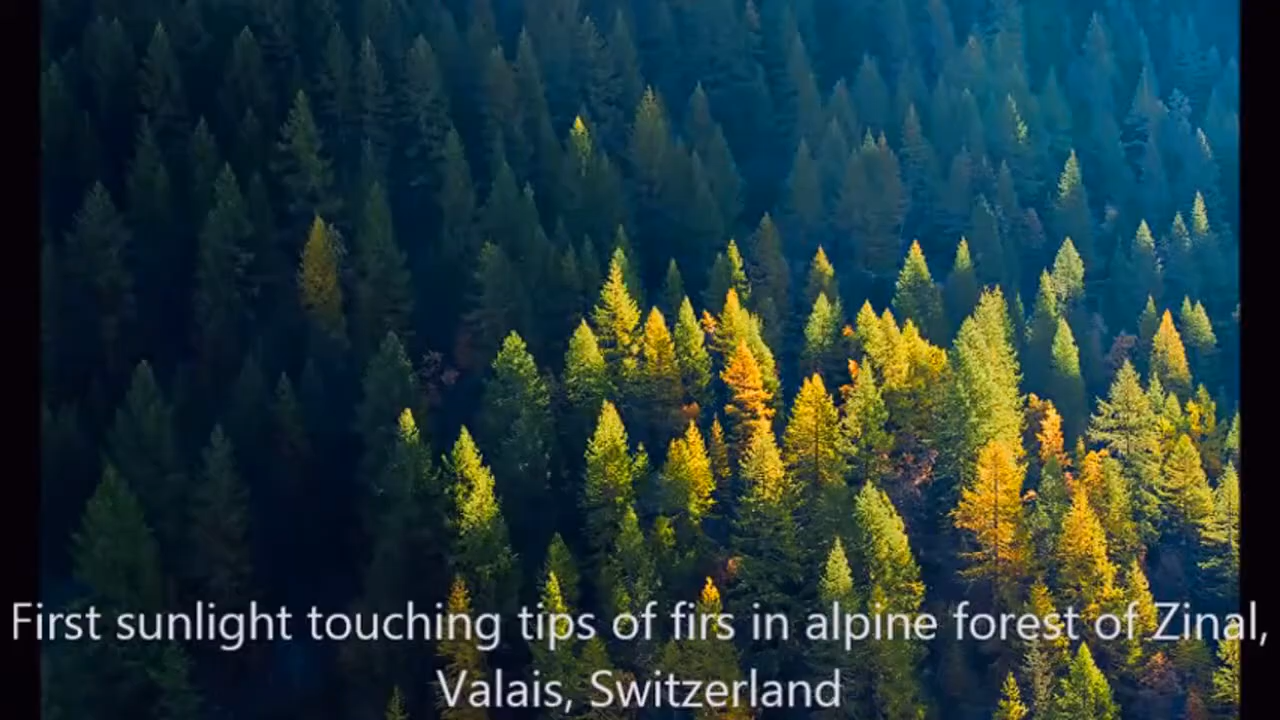 First sunlight touching tips of firs in alpine forest of Zinal,
Valais, Switzerland